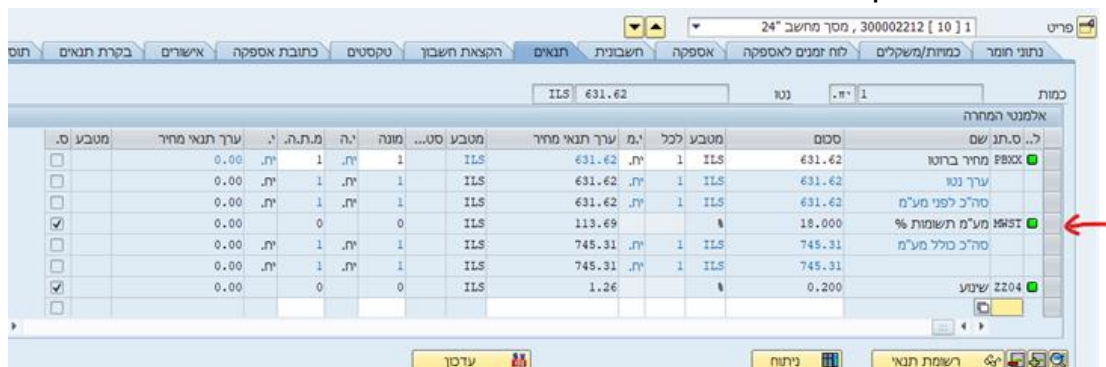 פריט 1 [ 10 ] 300002212 , מסך מחשב "24
נתוני חומר כמויות/משקלים לוח זמנים לאספקה אספקה חשבונית תנאים הקצאת חשבון טקסטים כתובת אספקה אישורים בקרת תנאים תוס
כמות 1 יח. נטו 631.62 ILS
אלמנטי המחרה
ל.. ס.תנ שם סכום מטבע לכל י.מ ערך תנאי מחיר מטבע סט... מונה י.ה מ.ת.ה. י. ערך תנאי מחיר מטבע ס.
PBXX מחיר ברוטו 631.62 ILS 1 יח. 631.62 ILS 1 יח. 1 יח. 0.00
ערך נטו 631.62 ILS 1 יח. 631.62 ILS 1 יח. 1 יח. 0.00
סה"כ לפני מע"מ 631.62 ILS 1 יח. 631.62 ILS 1 יח. 1 יח. 0.00
MWST מע"מ תשומות % 18.000 % 113.69 ILS 0 0 0.00
סה"כ כולל מע"מ 745.31 ILS 1 יח. 745.31 ILS 1 יח. 1 יח. 0.00
745.31 ILS 1 יח. 745.31 ILS 1 יח. 1 יח. 0.00
ZZ04 שינוע 0.200 % 1.26 ILS 0 0 0.00
רשומת תנאי ניתוח עדכון